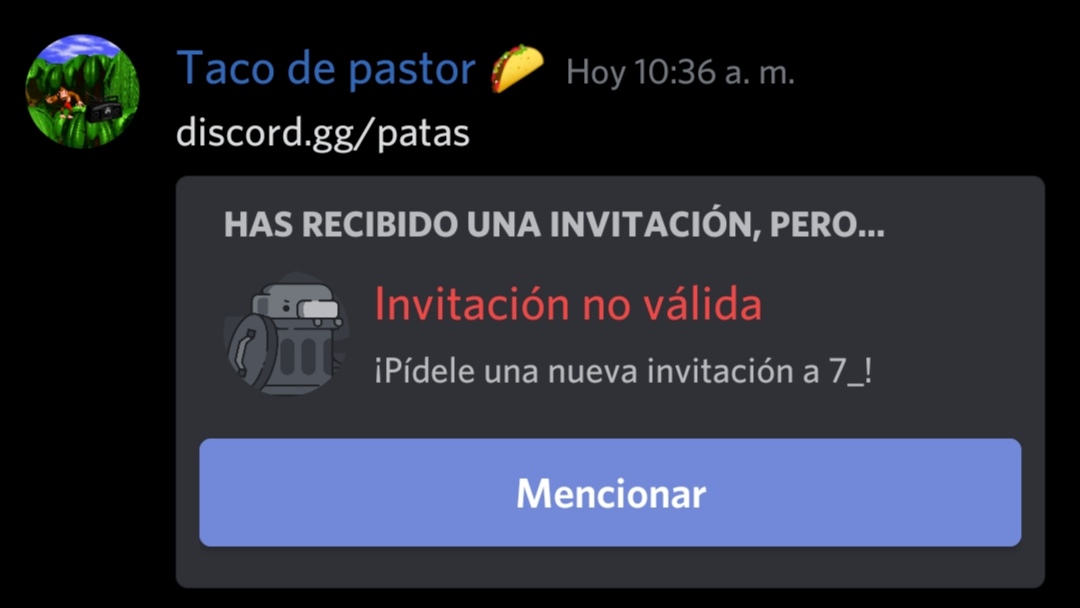 Taco de pastor 🌮 Hoy 10:36 a. m.
discord.gg/patas
HAS RECIBIDO UNA INVITACIÓN, PERO...
Invitación no válida
¡Pídele una nueva invitación a 7_!
Mencionar